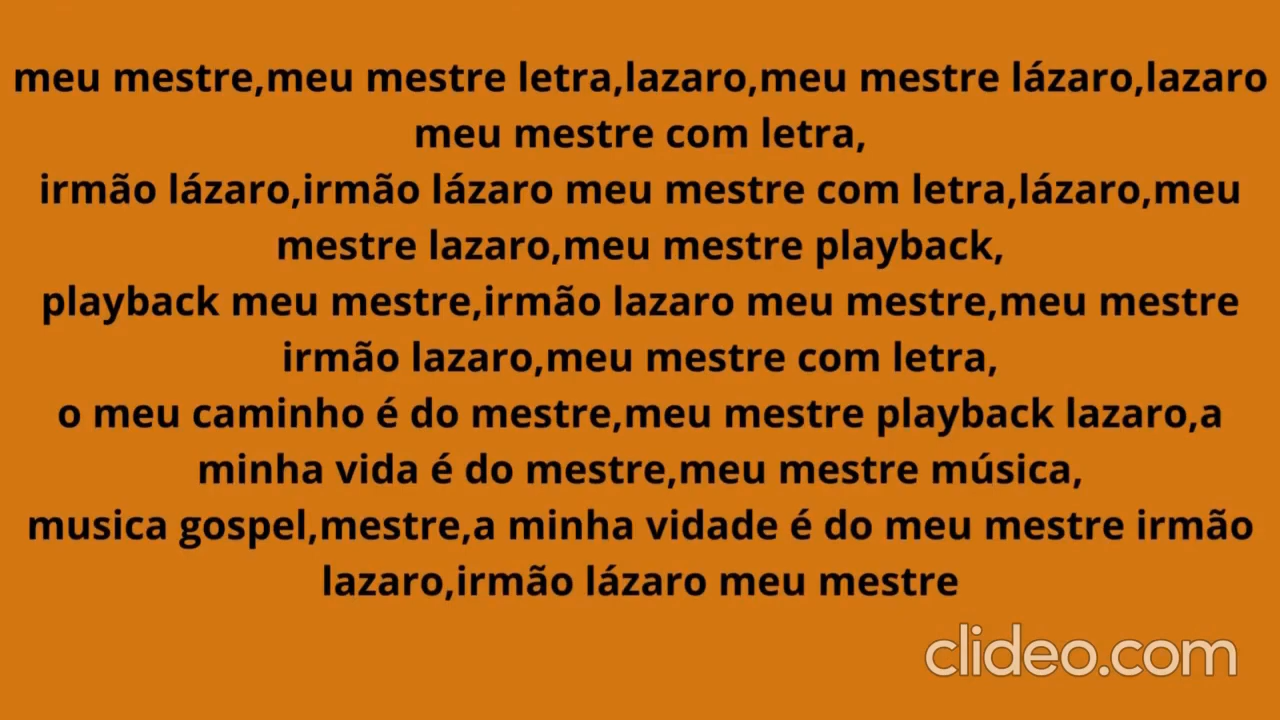 meu mestre,meu mestre letra,lazaro,meu mestre lázaro,lazaro
meu mestre com letra,
irmão lázaro,irmão lázaro meu mestre com letra,lázaro,meu
mestre lazaro,meu mestre playback,
playback meu mestre,irmão lazaro meu mestre,meu mestre
irmão lazaro,meu mestre com letra,
o meu caminho é do mestre,meu mestre playback lazaro,a
minha vida é do mestre,meu mestre música,
musica gospel,mestre,a minha vidade é do meu mestre irmão
lazaro,irmão lázaro meu mestre
clideo.com